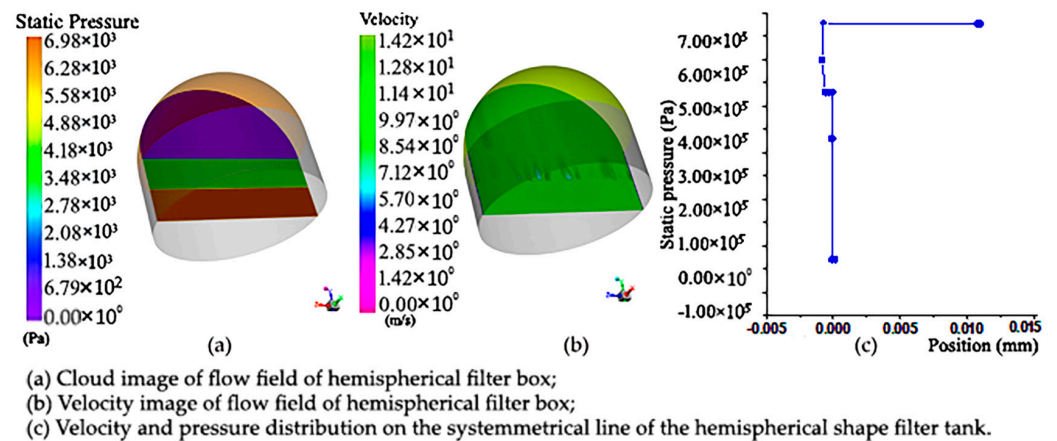 Static Pressure
6.98×10³
6.28×10³
5.58×10³
4.88×10³
4.18×10³
3.48×10³
2.78×10³
2.08×10³
1.38×10³
6.79×10²
0.00×10⁰
(Pa)
(a)
Velocity
1.42×10¹
1.28×10¹
1.14×10¹
9.97×10⁰
8.54×10⁰
7.12×10⁰
5.70×10⁰
4.27×10⁰
2.85×10⁰
1.42×10⁰
0.00×10⁰
(m/s)
(b)
Static pressure (Pa)
7.00×10⁵
6.00×10⁵
5.00×10⁵
4.00×10⁵
3.00×10⁵
2.00×10⁵
1.00×10⁵
0.00×10⁰
-1.00×10⁵
-0.005 0.000 0.005 0.010 0.015
(c) Position (mm)
(a) Cloud image of flow field of hemispherical filter box;
(b) Velocity image of flow field of hemispherical filter box;
(c) Velocity and pressure distribution on the systemmetrical line of the hemispherical shape filter tank.